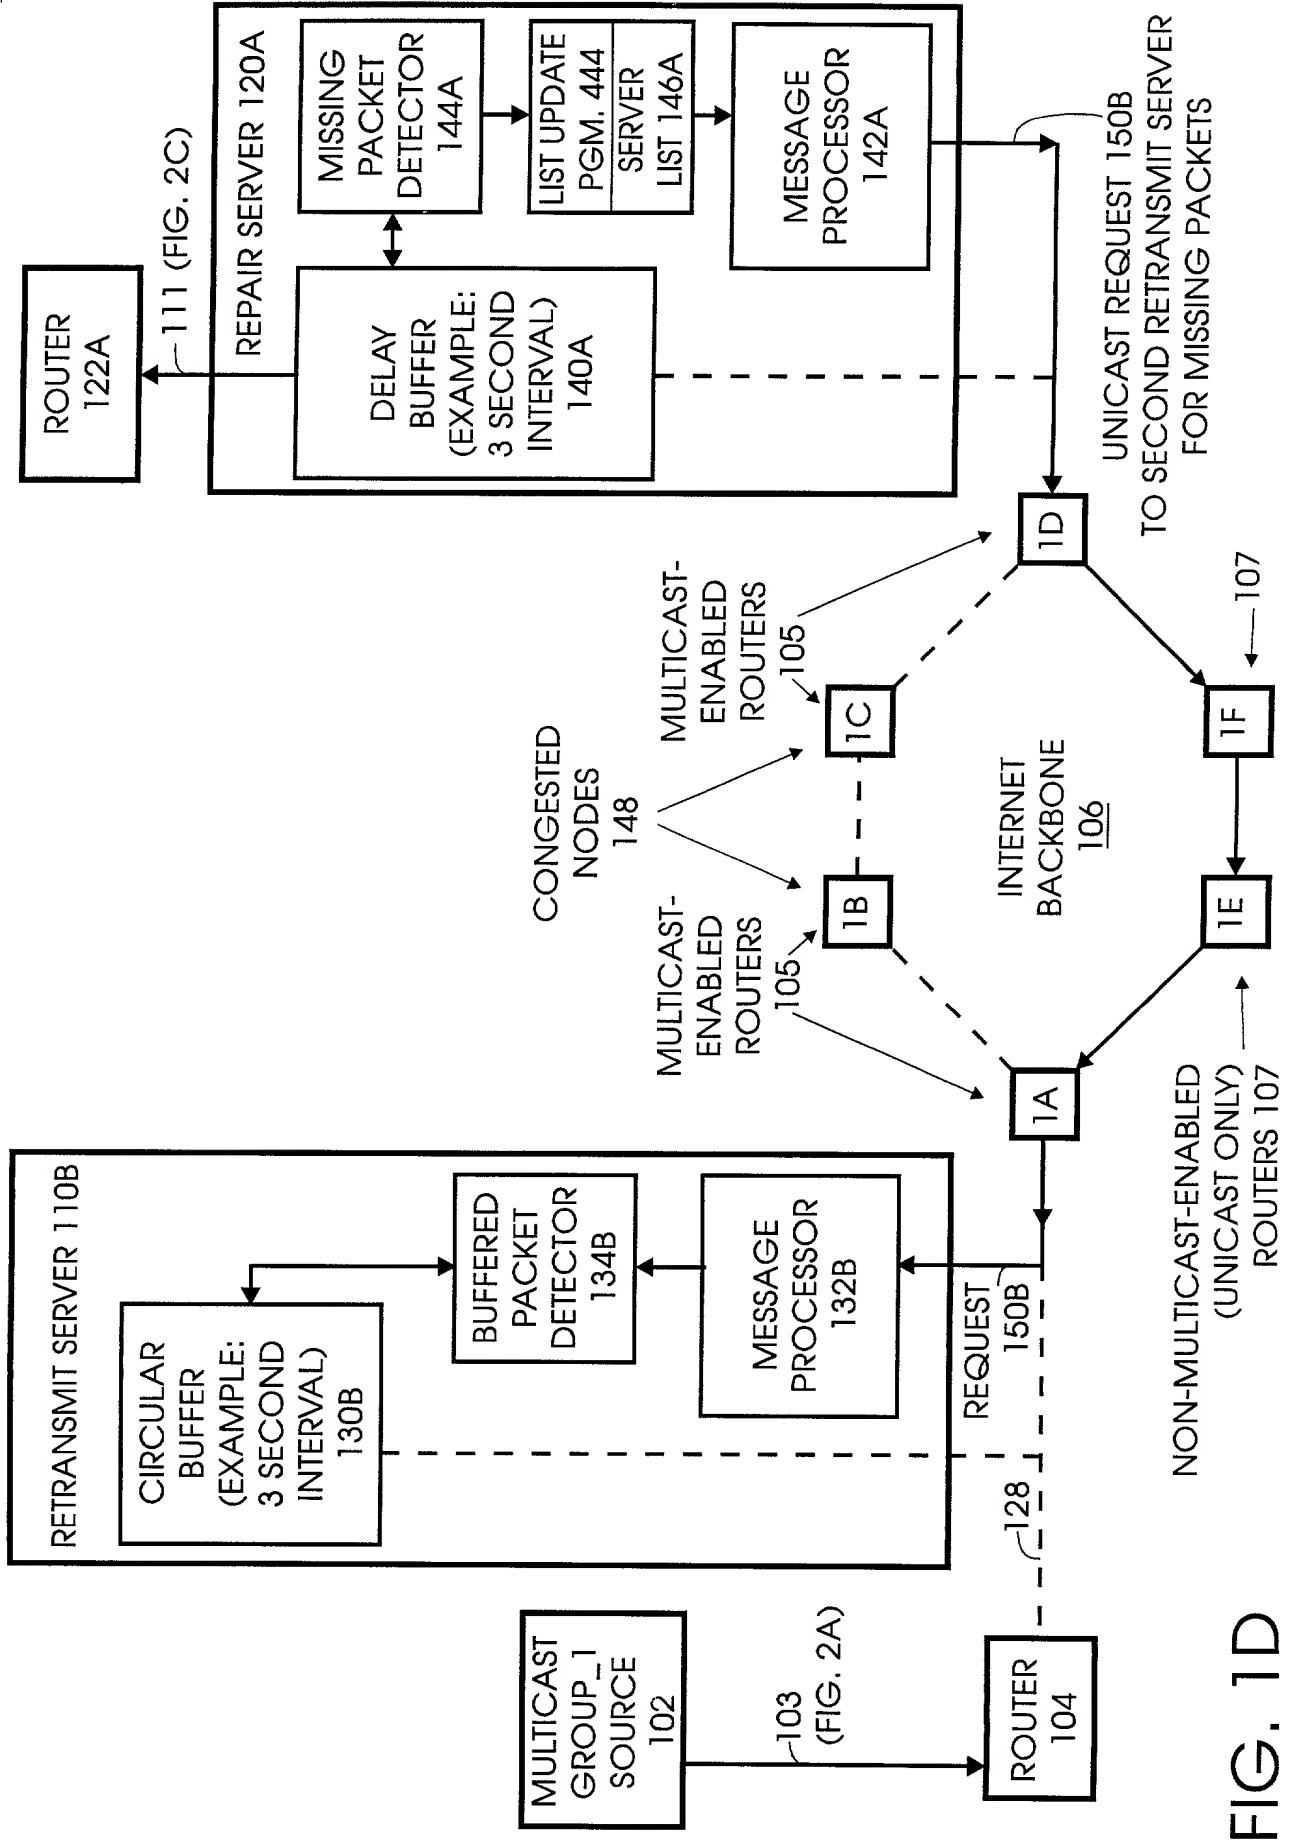 RETRANSMIT SERVER 110B
CIRCULAR
BUFFER
(EXAMPLE:
3 SECOND
INTERVAL)
130B
BUFFERED
PACKET
DETECTOR
134B
MESSAGE
PROCESSOR
132B
REQUEST
150B
MULTICAST
GROUP_1
SOURCE
102
103
(FIG. 2A)
ROUTER
104
128
CONGESTED
NODES
148
MULTICAST-
ENABLED
ROUTERS
105
MULTICAST-
ENABLED
ROUTERS
105
1A
1B
1C
1D
1E
1F
INTERNET
BACKBONE
106
NON-MULTICAST-ENABLED
(UNICAST ONLY)
ROUTERS 107
107
ROUTER
122A
111 (FIG. 2C)
REPAIR SERVER 120A
DELAY
BUFFER
(EXAMPLE:
3 SECOND
INTERVAL)
140A
MISSING
PACKET
DETECTOR
144A
LIST UPDATE
PGM. 444
SERVER
LIST 146A
MESSAGE
PROCESSOR
142A
UNICAST REQUEST 150B
TO SECOND RETRANSMIT SERVER
FOR MISSING PACKETS
FIG. 1D